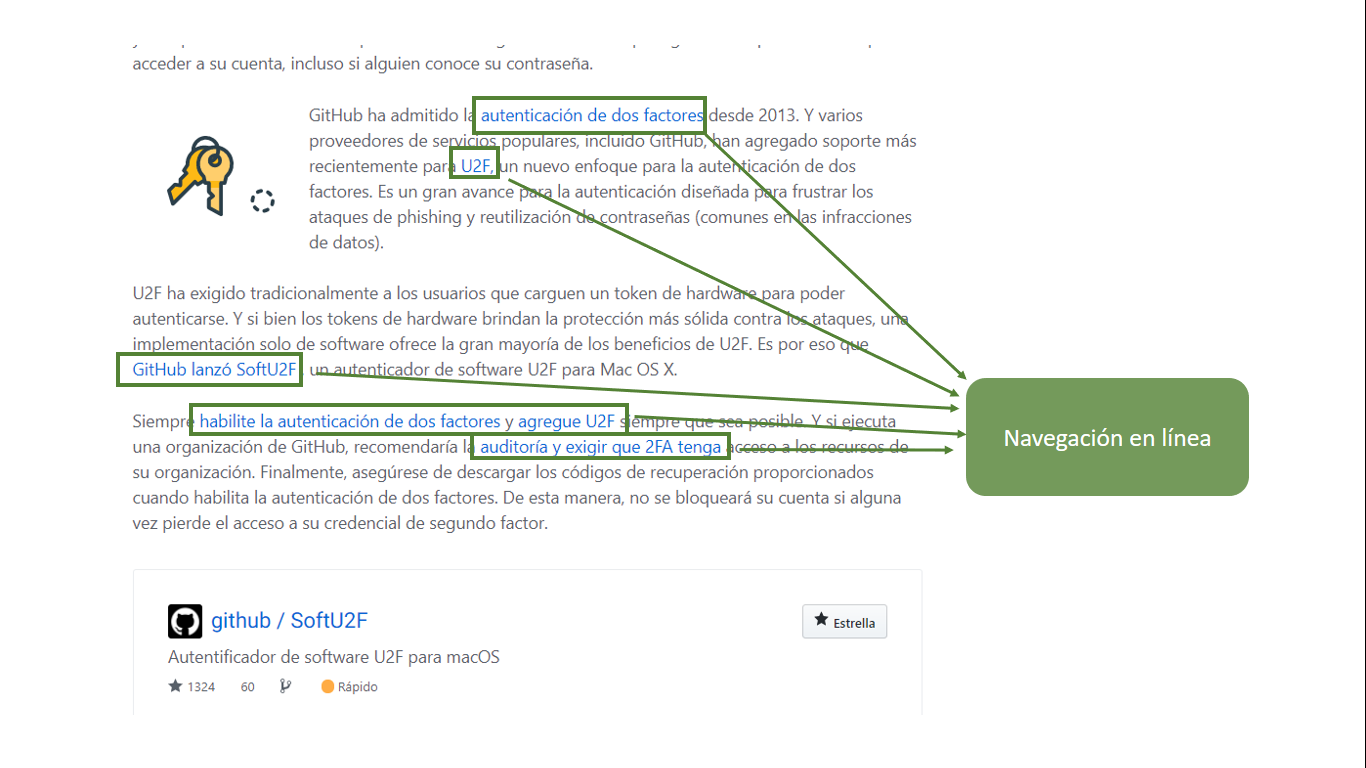 acceder a su cuenta, incluso si alguien conoce su contraseña.
GitHub ha admitido la autenticación de dos factores desde 2013. Y varios
proveedores de servicios populares, incluido GitHub, han agregado soporte más
recientemente para U2F, un nuevo enfoque para la autenticación de dos
factores. Es un gran avance para la autenticación diseñada para frustrar los
ataques de phishing y reutilización de contraseñas (comunes en las infracciones
de datos).
U2F ha exigido tradicionalmente a los usuarios que carguen un token de hardware para poder
autenticarse. Y si bien los tokens de hardware brindan la protección más sólida contra los ataques, una
implementación solo de software ofrece la gran mayoría de los beneficios de U2F. Es por eso que
GitHub lanzó SoftU2F, un autenticador de software U2F para Mac OS X.
Siempre habilite la autenticación de dos factores y agregue U2F siempre que sea posible. Y si ejecuta
una organización de GitHub, recomendaría la auditoría y exigir que 2FA tenga acceso a los recursos de
su organización. Finalmente, asegúrese de descargar los códigos de recuperación proporcionados
cuando habilita la autenticación de dos factores. De esta manera, no se bloqueará su cuenta si alguna
vez pierde el acceso a su credencial de segundo factor.
Navegación en línea
github / SoftU2F
Estrella
Autentificador de software U2F para macOS
1324 60 Rápido